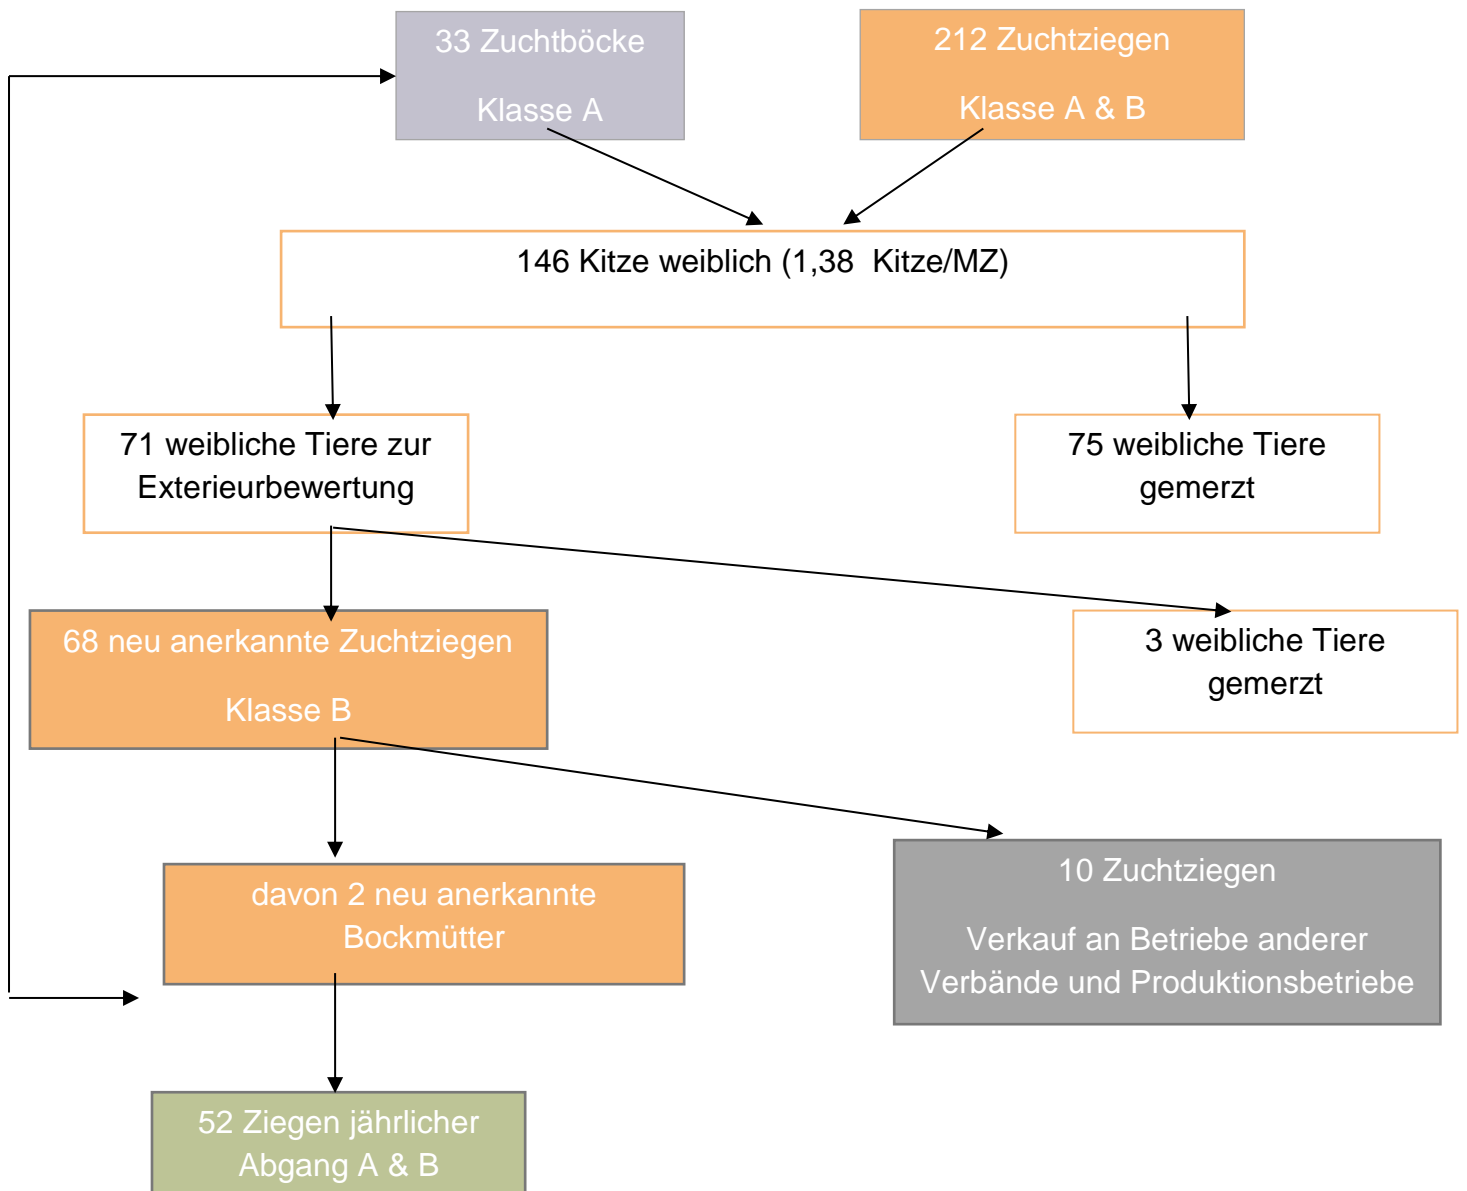 33 Zuchtböcke
Klasse A
212 Zuchtziegen
Klasse A & B
146 Kitze weiblich (1,38  Kitze/MZ)
71 weibliche Tiere zur
Exterieurbewertung
75 weibliche Tiere
gemerzt
68 neu anerkannte Zuchtziegen
Klasse B
3 weibliche Tiere
gemerzt
davon 2 neu anerkannte
Bockmütter
10 Zuchtziegen
Verkauf an Betriebe anderer
Verbände und Produktionsbetriebe
52 Ziegen jährlicher
Abgang A & B